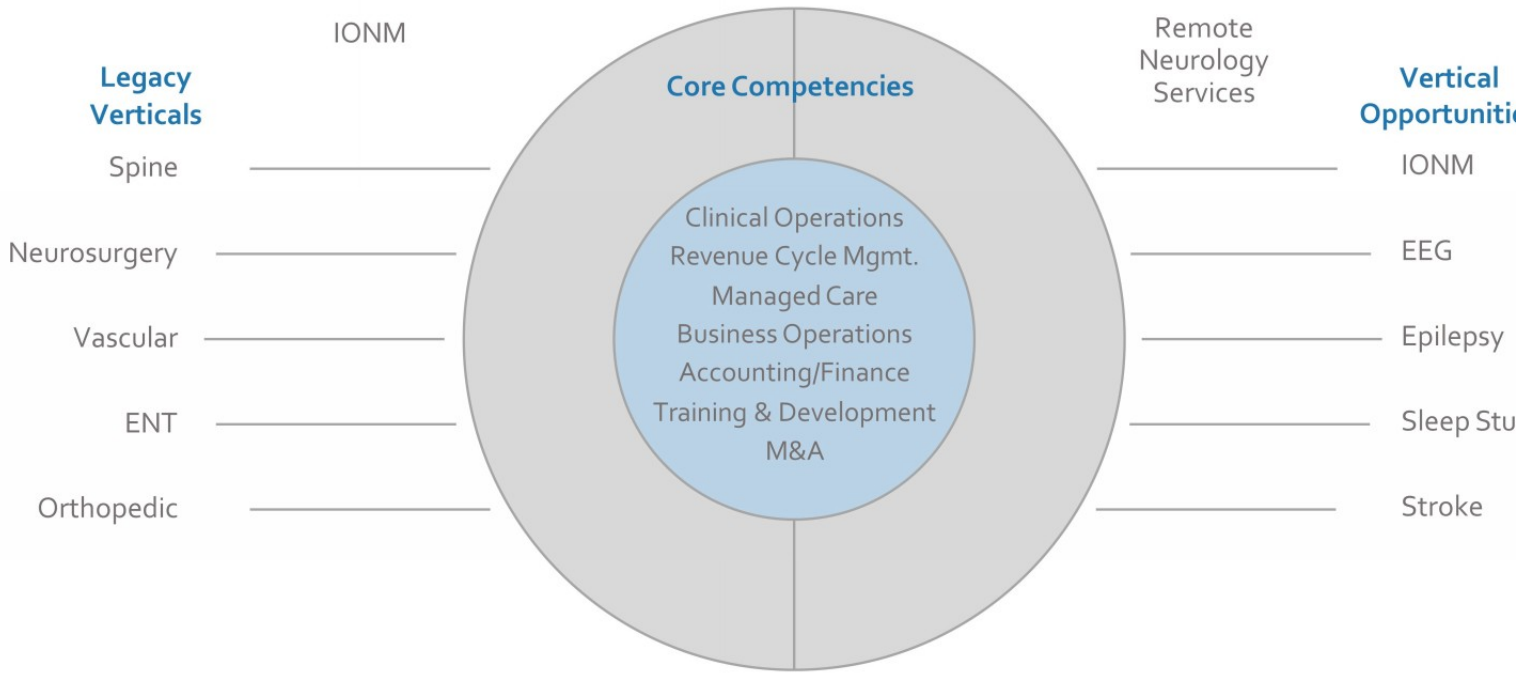 IONM
Legacy
Verticals
Spine
Neurosurgery
Vascular
ENT
Orthopedic
Core Competencies
Clinical Operations
Revenue Cycle Mgmt.
Managed Care
Business Operations
Accounting/Finance
Training & Development
M&A
Remote
Neurology
Services
Vertical
IONM
EEG
Epilepsy
Sleep
Stroke